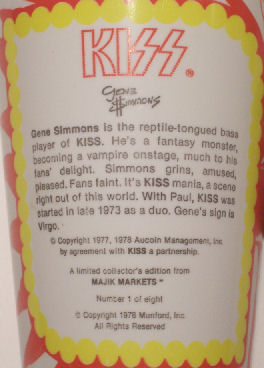 KISS®
Gene
$immons
Gene Simmons is the reptile-tongued bass
player of KISS. He's a fantasy monster,
becoming a vampire onstage, much to his
fans' delight. Simmons grins, amused,
pleased. Fans faint. It's KISS mania, a scene
right out of this world. With Paul, KISS was
started in late 1973 as a duo. Gene's sign is
Virgo.
© Copyright 1977, 1978 Aucoin Management, Inc.
by agreement with KISS a partnership.
A limited collector's edition from
MAJIK MARKETS™
Number 1 of eight
© Copyright 1978 Munford, Inc.
All Rights Reserved